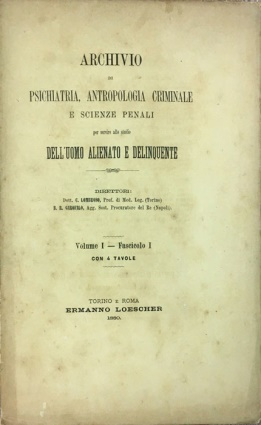 ARCHIVIO
DI
PSICHIATRIA, ANTROPOLOGIA CRIMINALE
E SCIENZE PENALI
per servire allo studio
DELL'UOMO ALIENATO E DELINQUENTE
DIRETTORI:
Dott. C. LOMBROSO, Prof. di Med. Leg. (Torino)
B. R. GAROFALO, Agg. Sost. Procuratore del Re (Napoli).
Volume I — Fascicolo I
CON 4 TAVOLE
TORINO E ROMA
ERMANNO LOESCHER
1880.